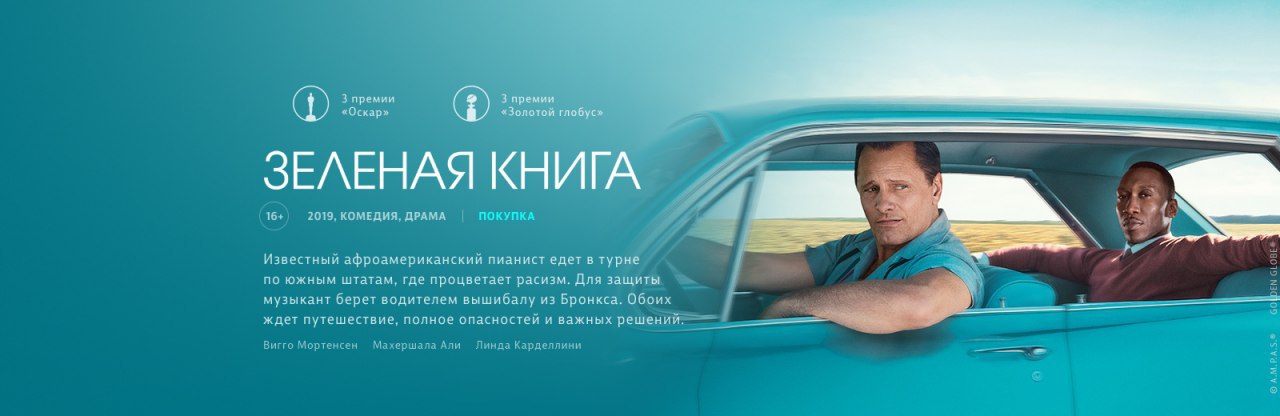 3 премии
«Оскар»
3 премии
«Золотой глобус»
ЗЕЛЕНАЯ КНИГА
16+ 2019, КОМЕДИЯ, ДРАМА | ПОКУПКА
Известный афроамериканский пианист едет в турне
по южным штатам, где процветает расизм. Для защиты
музыкант берет водителем вышибалу из Бронкса. Обоих
ждет путешествие, полное опасностей и важных решений.
Вигго Мортенсен Махершала Али Линда Карделлини
© A.M.P.A.S.® GOLDEN GLOBE®